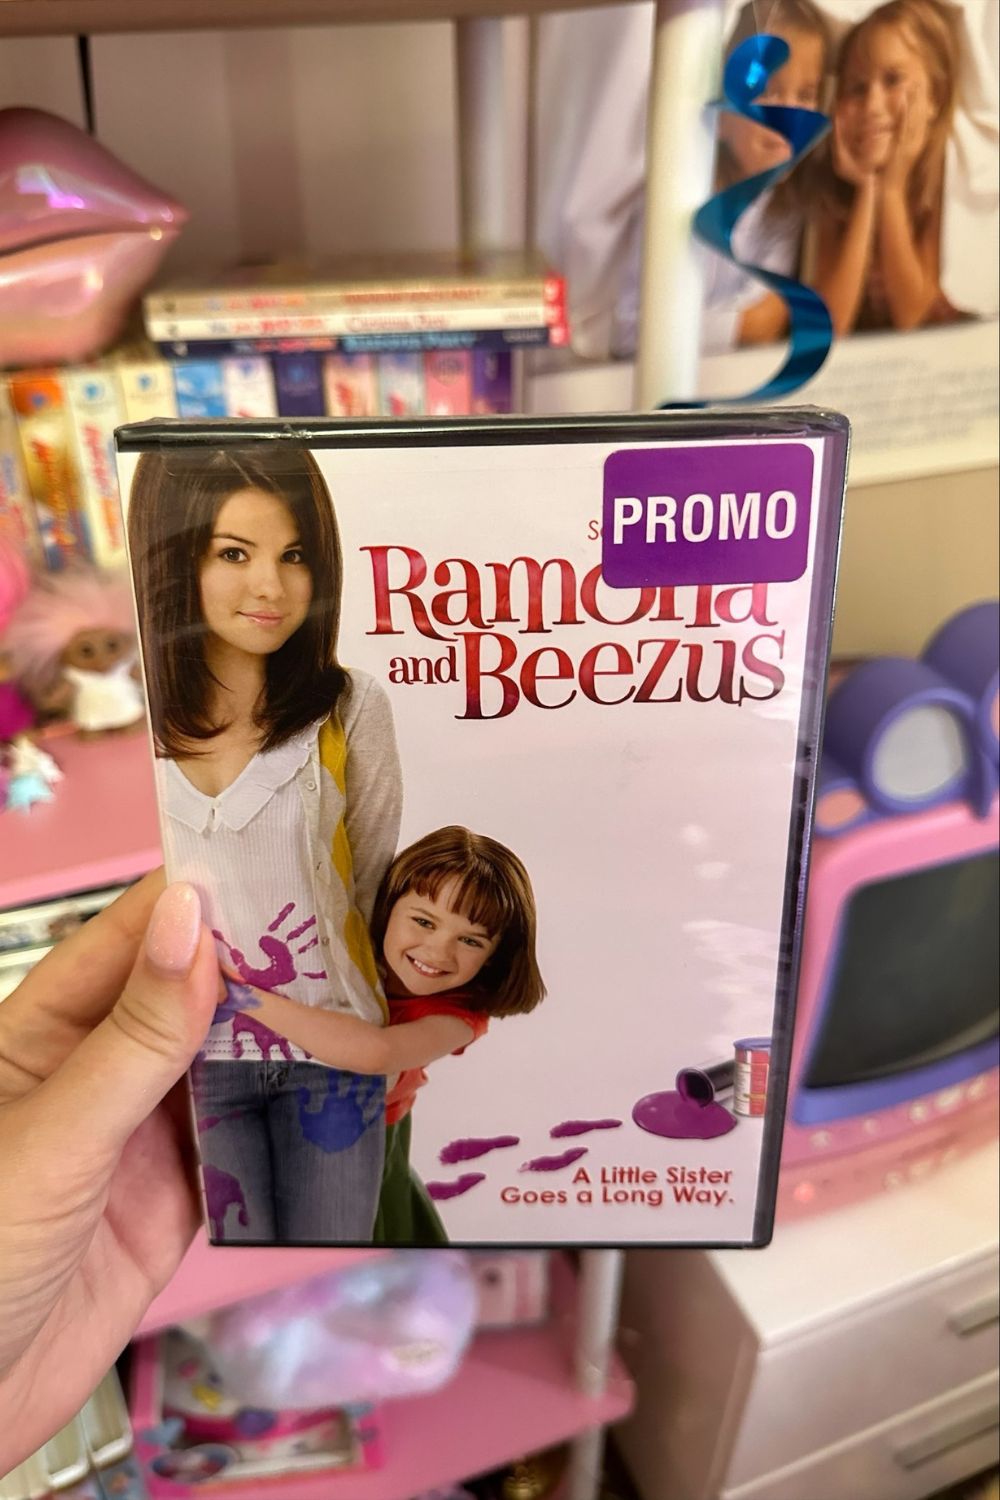 PROMO
Ramona
and Beezus
A Little Sister
Goes a Long Way.